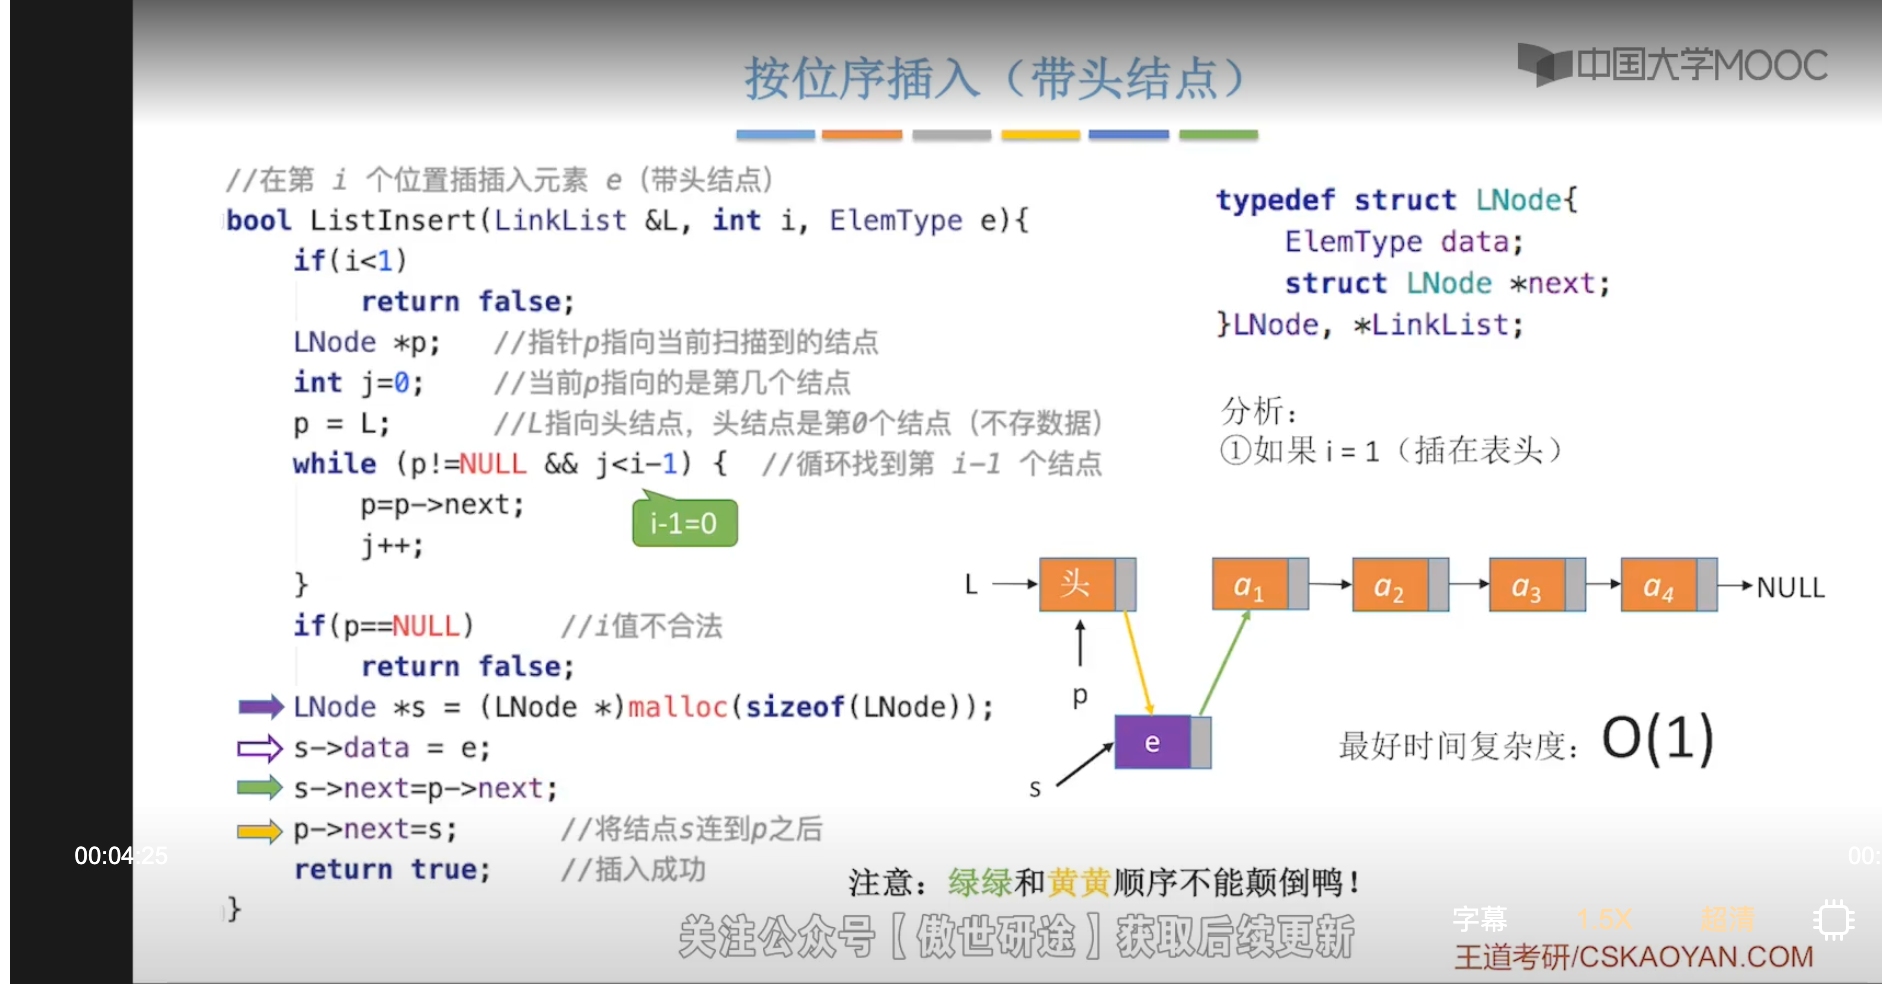 按位序插入（带头结点）
中国大学MOOC
//在第 i 个位置插插入元素 e（带头结点）
bool ListInsert(LinkList &L, int i, ElemType e){
if(i<1)
return false;
LNode *p; //指针p指向当前扫描到的结点
int j=0; //当前p指向的是第几个结点
p = L; //L指向头结点，头结点是第0个结点（不存数据）
while (p!=NULL && j<i-1) { //循环找到第 i-1 个结点
p=p->next;
i-1=0
j++;
}
if(p==NULL) //i值不合法
return false;
LNode *s = (LNode *)malloc(sizeof(LNode));
s->data = e;
s->next=p->next;
p->next=s; //将结点s连到p之后
return true; //插入成功
}
typedef struct LNode{
ElemType data;
struct LNode *next;
}LNode, *LinkList;
分析：
①如果 i = 1（插在表头）
L 头 a1 a2 a3 a4 NULL
p
e
s
最好时间复杂度：O(1)
注意：绿绿和黄黄顺序不能颠倒鸭！
00:04:25
00:
关注公众号【傲世研途】获取后续更新
字幕 1.5X 超清
王道考研/CSKAOYAN.COM